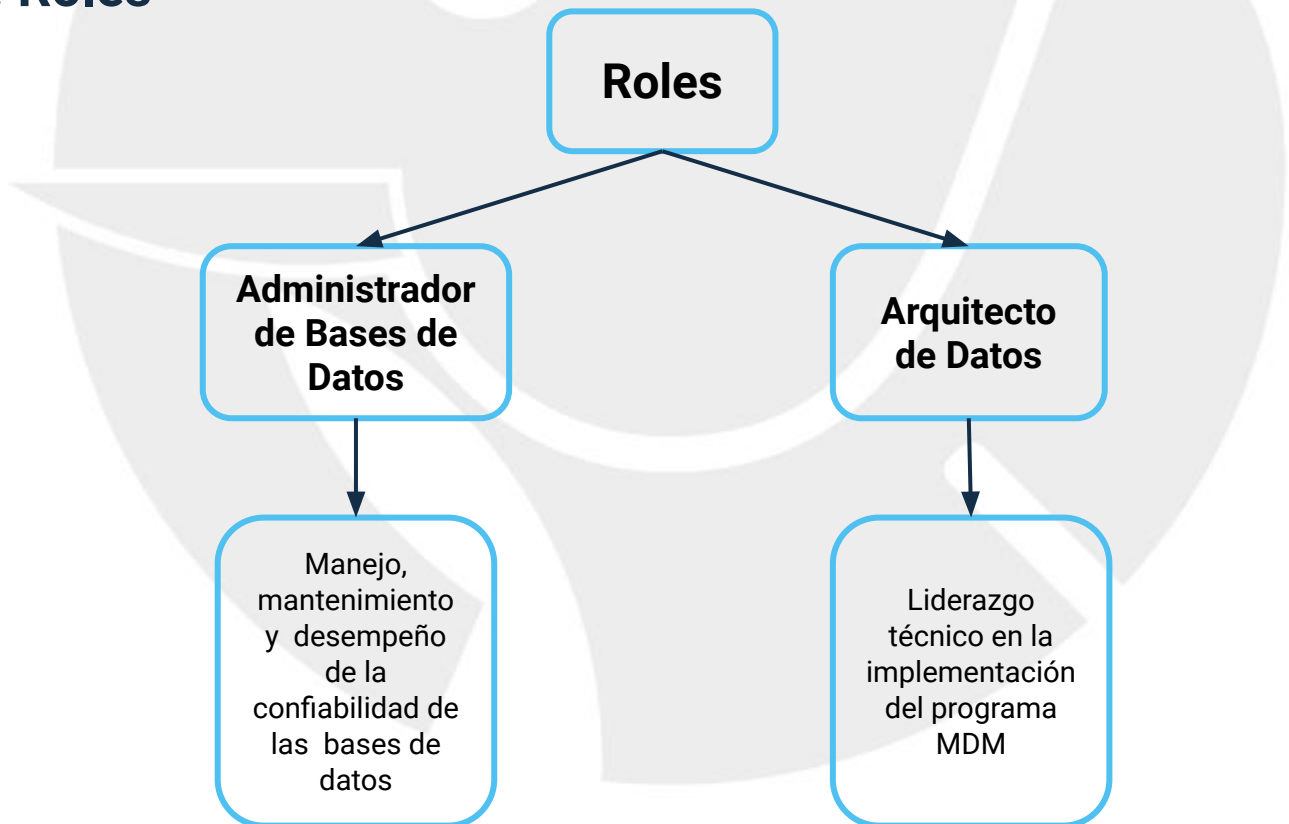 Roles
Roles
Administrador
de Bases de
Datos
Arquitecto
de Datos
Manejo,
mantenimiento
y desempeño
de la
confiabilidad de
las bases de
datos
Liderazgo
técnico en la
implementación
del programa
MDM